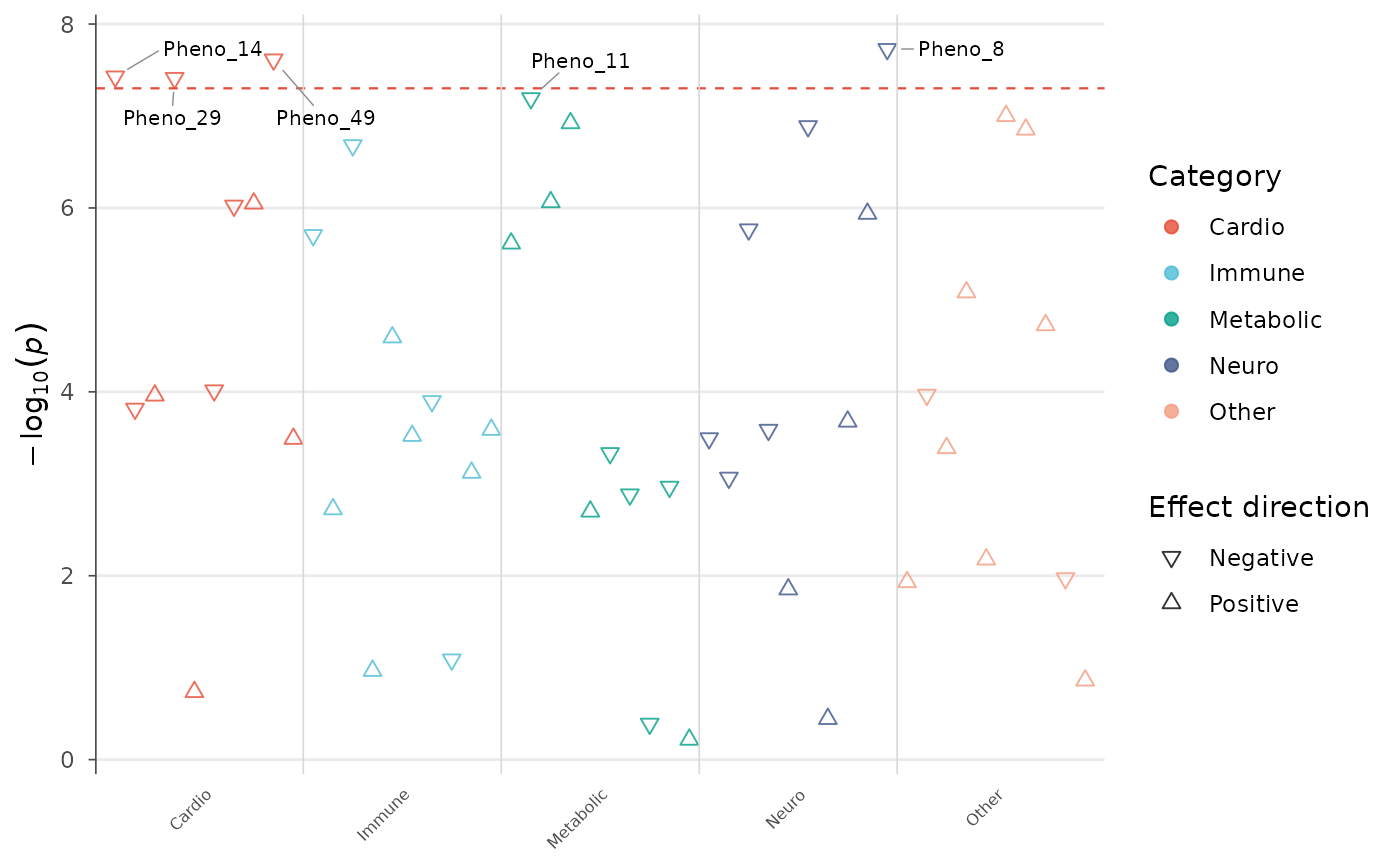 8
6
4
2
0
−log10(p)
Pheno_14
Pheno_29
Pheno_49
Pheno_11
Pheno_8
Cardio
Immune
Metabolic
Neuro
Other
Category
Cardio
Immune
Metabolic
Neuro
Other
Effect direction
Negative
Positive